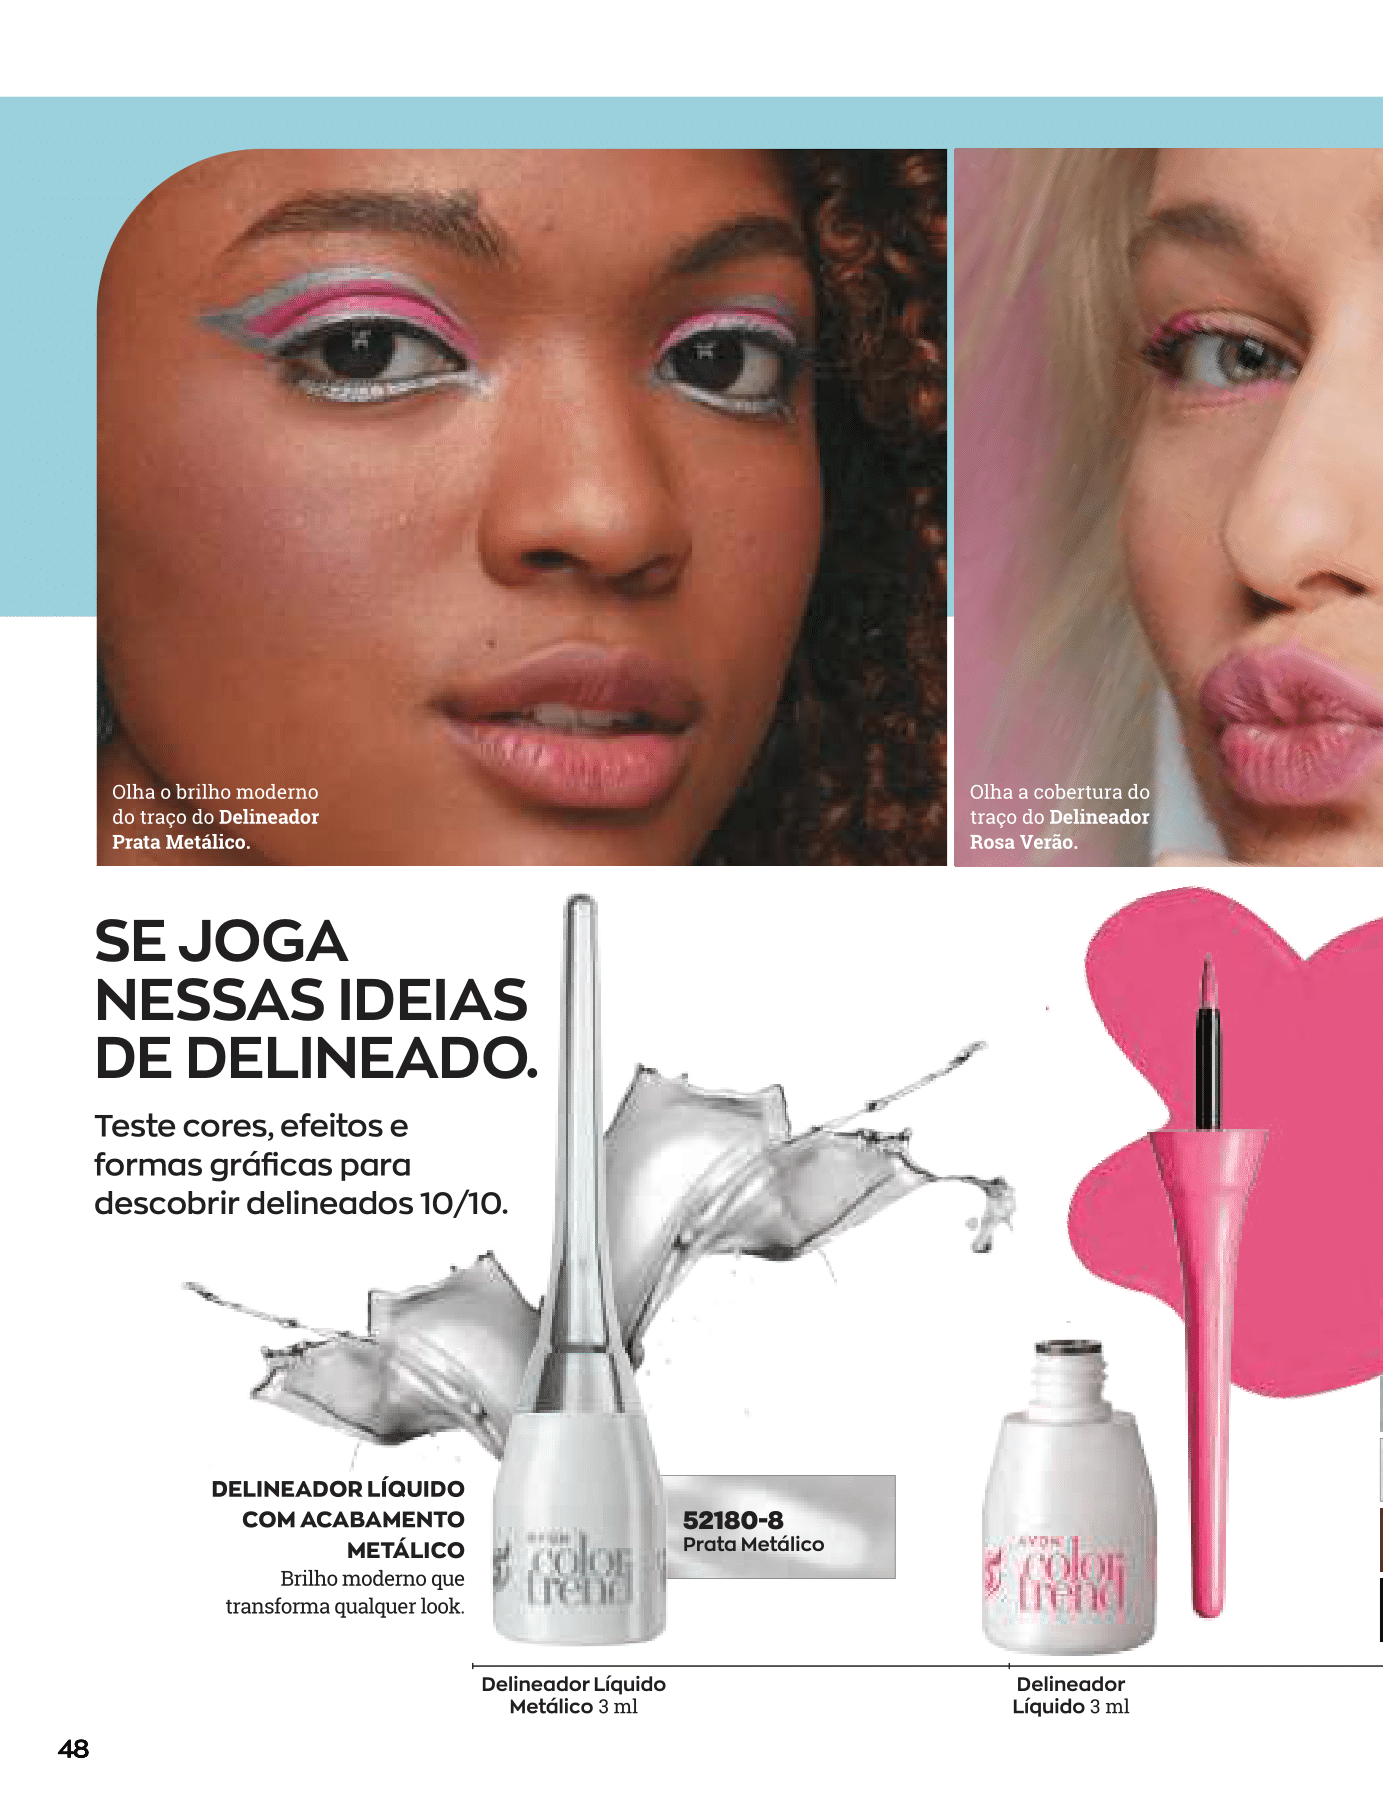 Olha o brilho moderno
do traço do Delineador
Prata Metálico.
Olha a cobertura do
traço do Delineador
Rosa Verão.
SE JOGA
NESSAS IDEIAS
DE DELINEADO.
Teste cores, efeitos e
formas gráficas para
descobrir delineados 10/10.
DELINEADOR LÍQUIDO
COM ACABAMENTO
METÁLICO
Brilho moderno que
transforma qualquer look.
AVON
color
trend
52180-8
Prata Metálico
AVON
color
trend
Delineador Líquido
Metálico 3 ml
Delineador
Líquido 3 ml
48